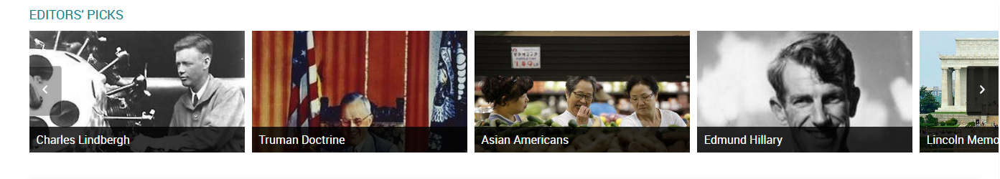 EDITORS' PICKS
Charles Lindbergh
Truman Doctrine
Asian Americans
Edmund Hillary
Lincoln Memo